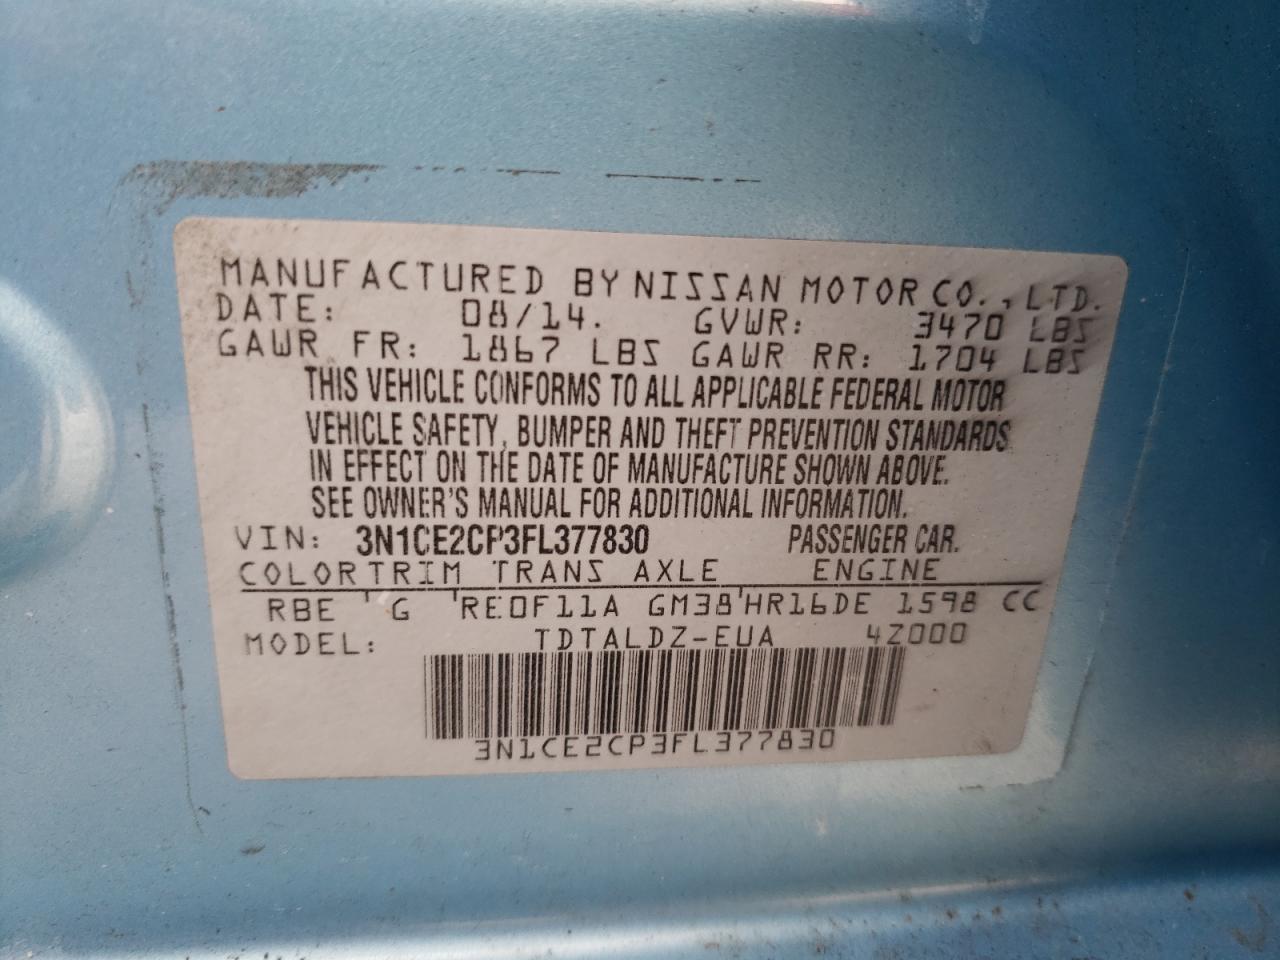 MANUFACTURED BY NISSAN MOTOR CO., LTD.
DATE: 08/14. GVWR: 3470 LBS
GAWR FR: 1867 LBS GAWR RR: 1704 LBS
THIS VEHICLE CONFORMS TO ALL APPLICABLE FEDERAL MOTOR
VEHICLE SAFETY, BUMPER AND THEFT PREVENTION STANDARDS
IN EFFECT ON THE DATE OF MANUFACTURE SHOWN ABOVE.
SEE OWNER'S MANUAL FOR ADDITIONAL INFORMATION.
VIN: 3N1CE2CP3FL377830 PASSENGER CAR.
COLOR TRIM TRANS AXLE ENGINE
RBE G RE0F11A GM38 HR16DE 1598 CC
MODEL: TDTALDZ-EUA 4Z000
3N1CE2CP3FL377830